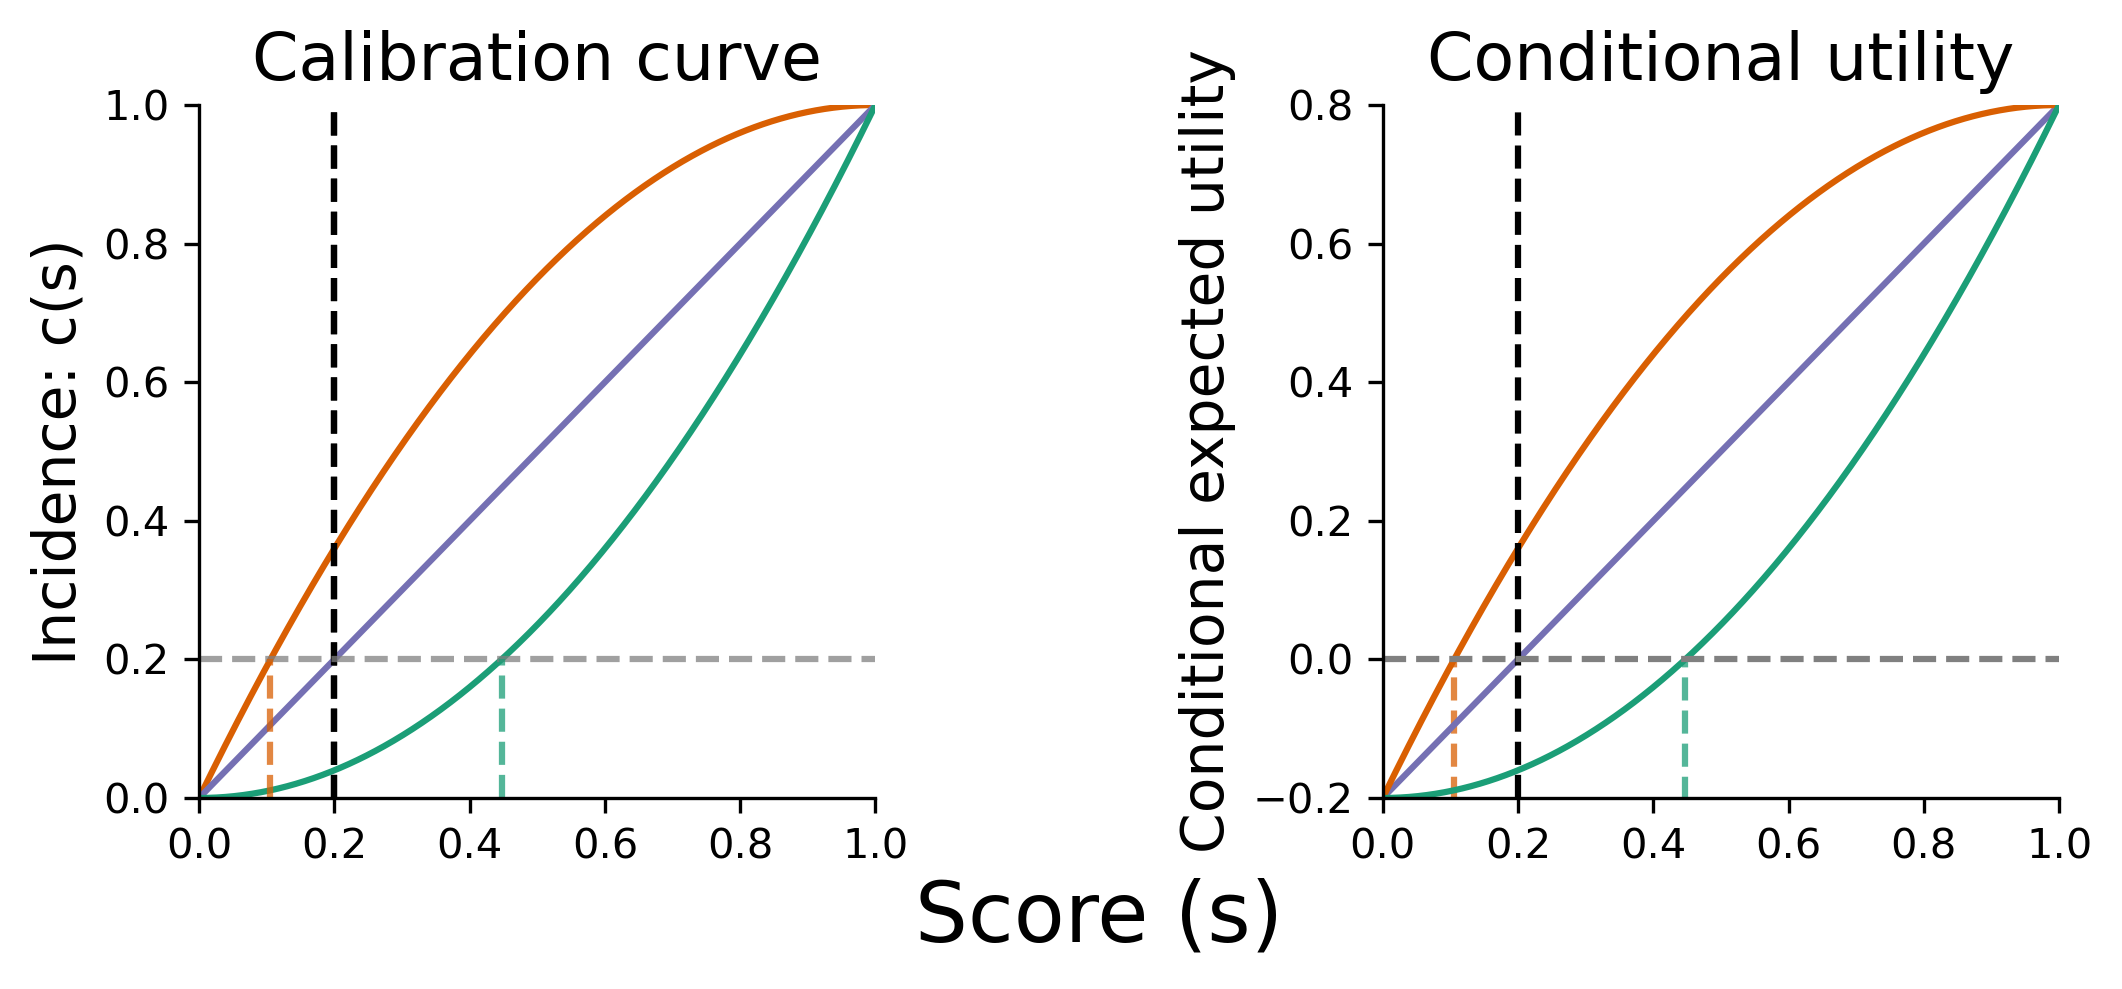 Calibration curve
Incidence: c(s)
1.0
0.8
0.6
0.4
0.2
0.0
0.0 0.2 0.4 0.6 0.8 1.0
Conditional utility
Conditional expected utility
0.8
0.6
0.4
0.2
0.0
−0.2
0.0 0.2 0.4 0.6 0.8 1.0
Score (s)